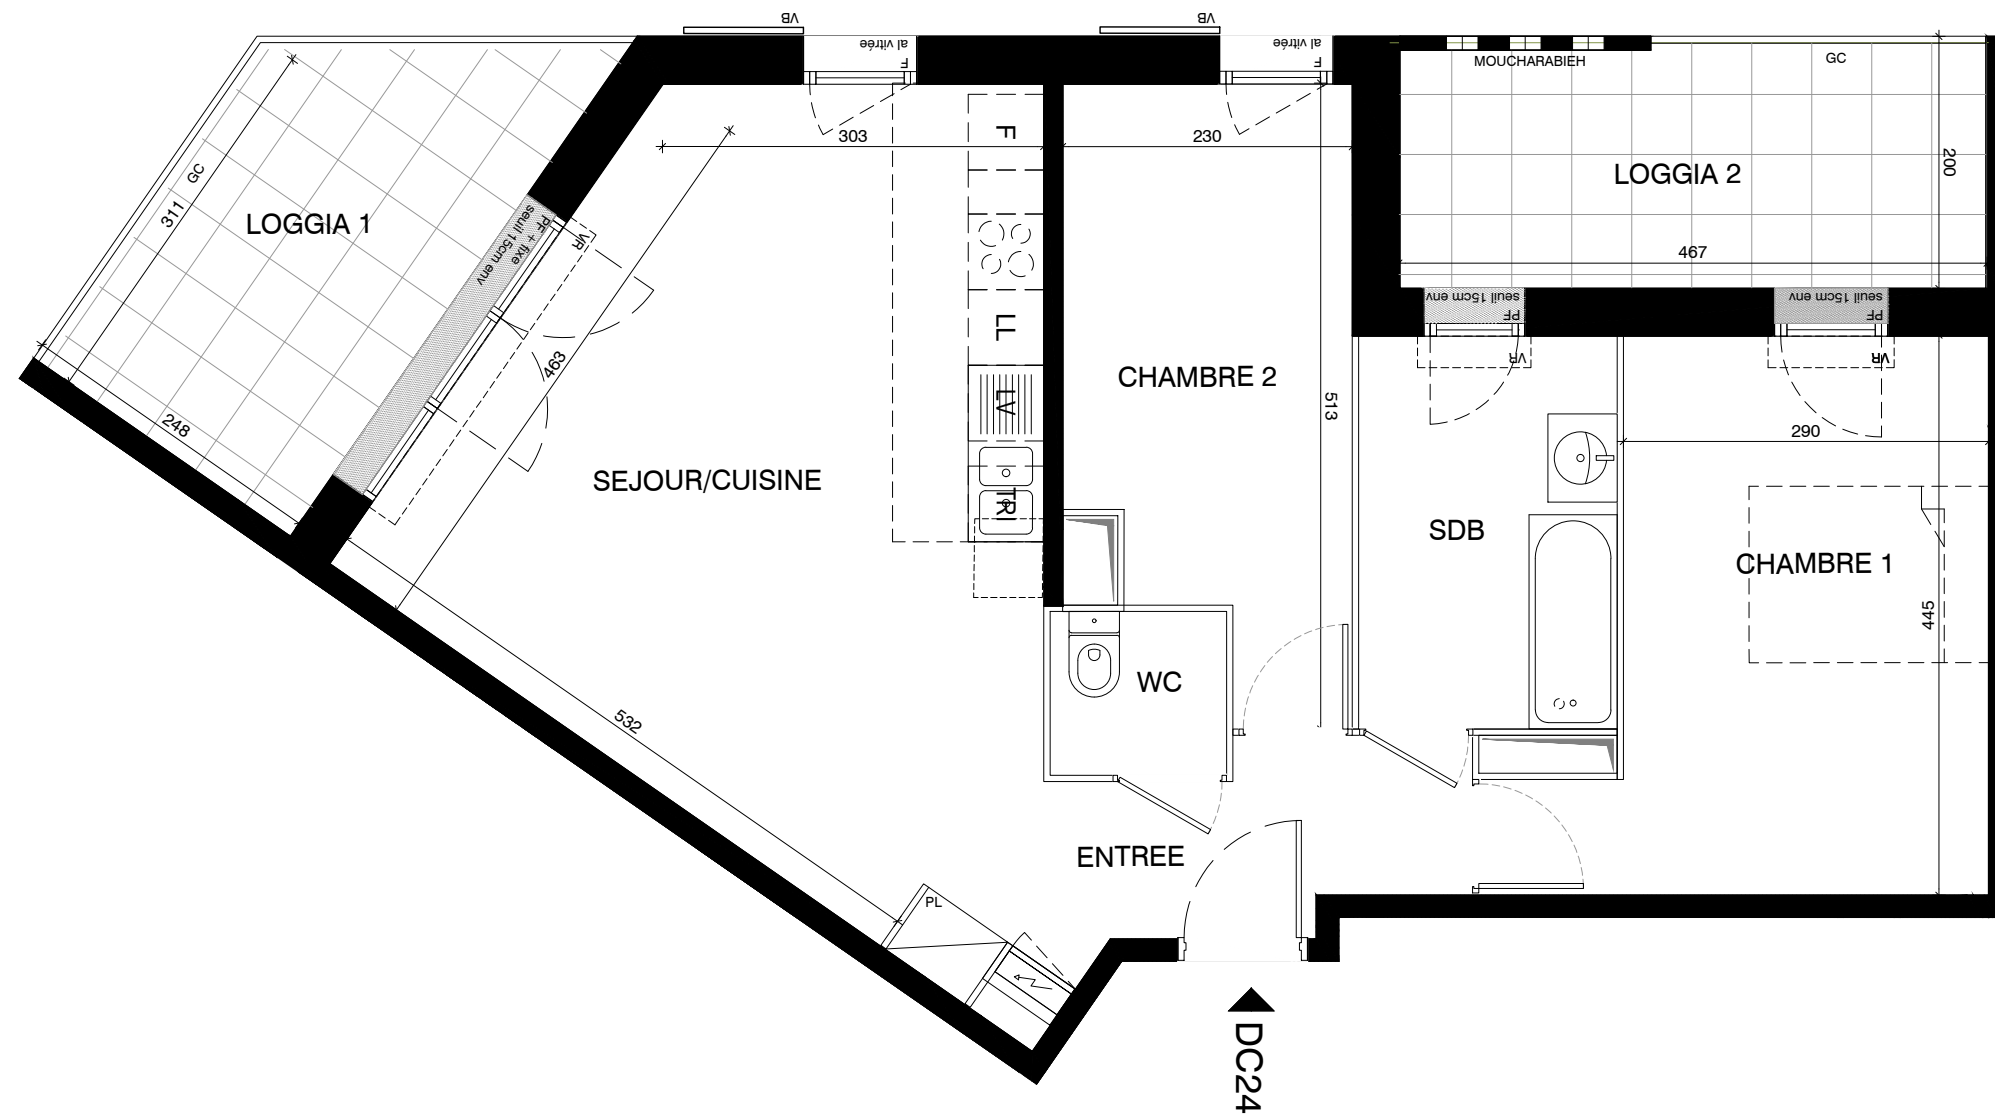 VB
VB
al vitrée
F
al vitrée
F
MOUCHARABIEH
GC
303
230
F
LOGGIA 2
200
GC
311
LOGGIA 1
PF + fixe
seuil 15cm env
VR
467
seuil 15cm env
PF
VR
seuil 15cm env
PF
VR
LL
463
CHAMBRE 2
513
LV
248
290
SEJOUR/CUISINE
TRI
SDB
CHAMBRE 1
445
WC
532
ENTREE
PL
DC24